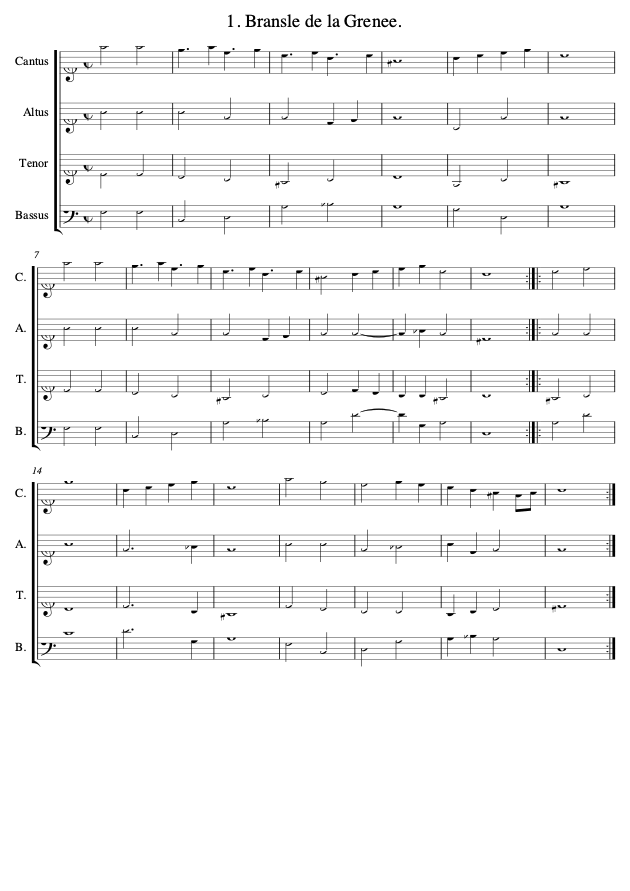 1. Bransle de la Grenee.
Cantus
Altus
Tenor
Bassus
7
C.
A.
T.
B.
14
C.
A.
T.
B.